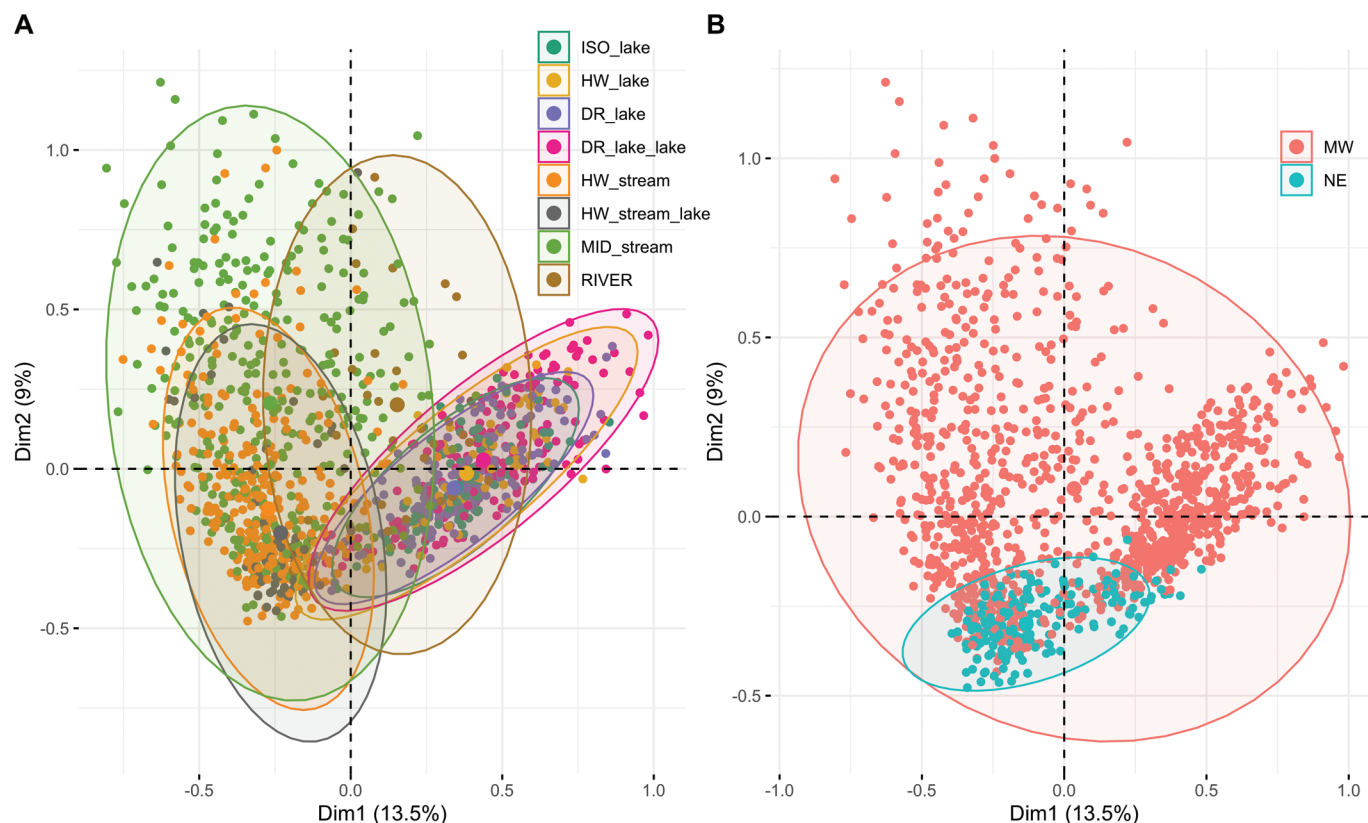 A
ISO_lake
HW_lake
DR_lake
DR_lake_lake
HW_stream
HW_stream_lake
MID_stream
RIVER
1.0
0.5
0.0
-0.5
Dim2 (9%)
-0.5
0.0
0.5
1.0
Dim1 (13.5%)
B
MW
NE
1.0
0.5
0.0
-0.5
Dim2 (9%)
-1.0
-0.5
0.0
0.5
1.0
Dim1 (13.5%)